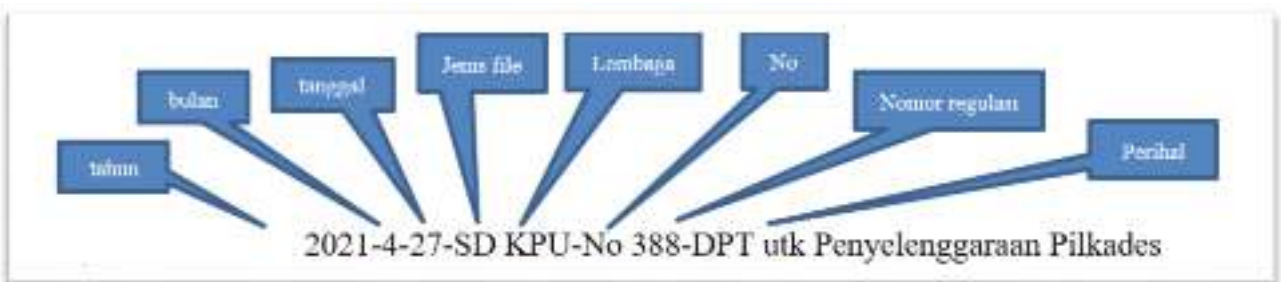 tahun
bulan
tanggal
Jenis file
Lembaga
No
Nomor regulasi
Perihal
2021-4-27-SD KPU-No 388-DPT utk Penyelenggaraan Pilkades